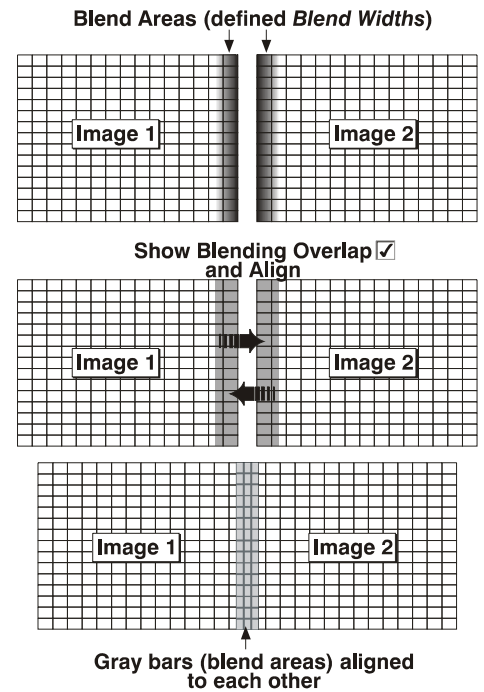 Blend Areas (defined Blend Widths)
Image 1
Image 2
Show Blending Overlap ☑
and Align
Image 1
Image 2
Image 1
Image 2
Gray bars (blend areas) aligned
to each other